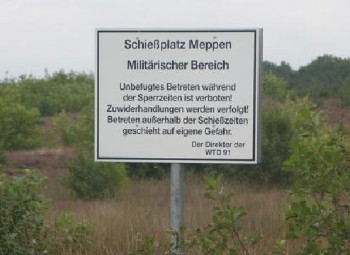 Schießplatz Meppen
Militärischer Bereich
Unbefugtes Betreten während
der Sperrzeiten ist verboten!
Zuwiderhandlungen werden verfolgt!
Betreten außerhalb der Schießzeiten
geschieht auf eigene Gefahr.
Der Direktor der
WTD 91